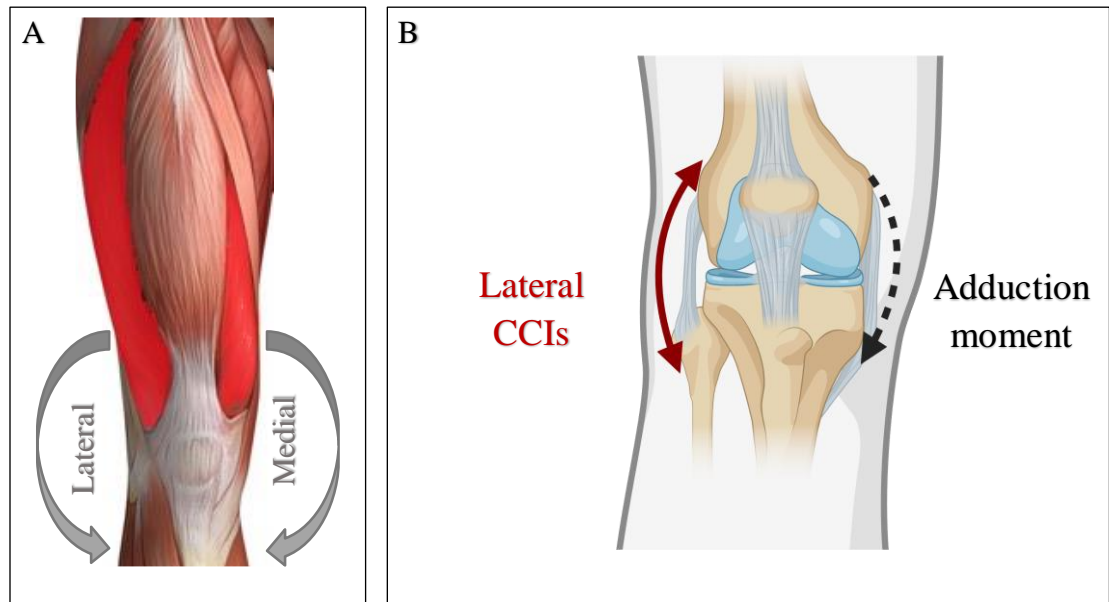 A
Lateral
Medial
B
Lateral
CCIs
Adduction
moment